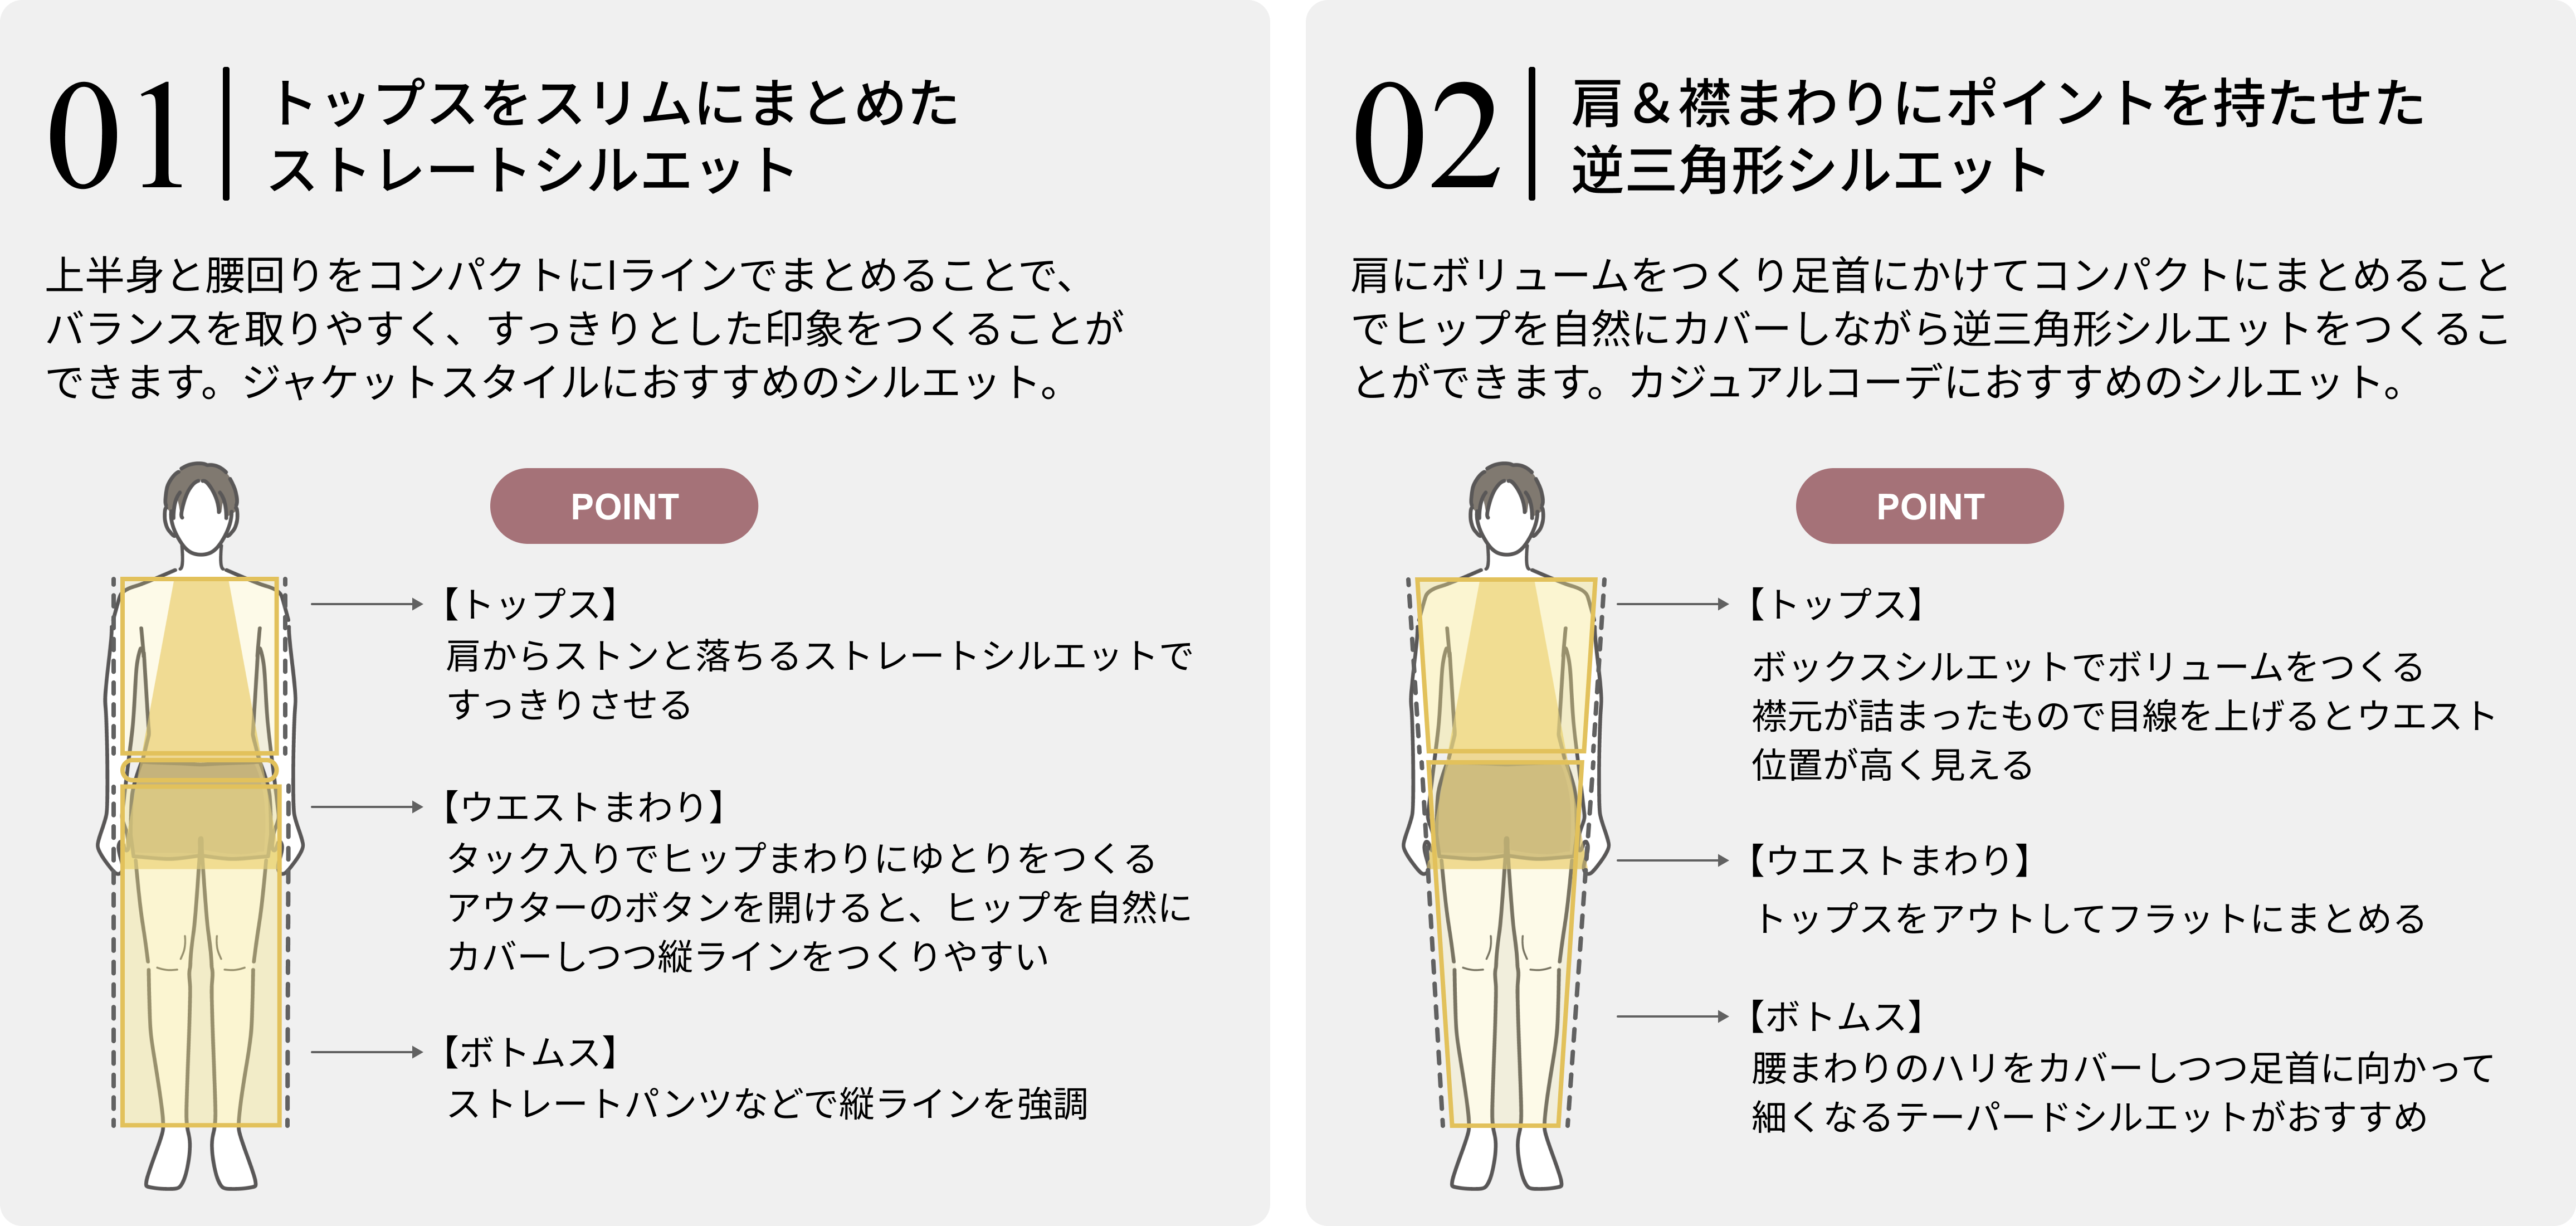 01
トップスをスリムにまとめた
ストレートシルエット
上半身と腰回りをコンパクトにIラインでまとめることで、
バランスを取りやすく、すっきりとした印象をつくることが
できます。ジャケットスタイルにおすすめのシルエット。
POINT
【トップス】
肩からストンと落ちるストレートシルエットで
すっきりさせる
【ウエストまわり】
タック入りでヒップまわりにゆとりをつくる
アウターのボタンを開けると、ヒップを自然に
カバーしつつ縦ラインをつくりやすい
【ボトムス】
ストレートパンツなどで縦ラインを強調
02
肩＆襟まわりにポイントを持たせた
逆三角形シルエット
肩にボリュームをつくり足首にかけてコンパクトにまとめること
でヒップを自然にカバーしながら逆三角形シルエットをつくるこ
とができます。カジュアルコーデにおすすめのシルエット。
POINT
【トップス】
ボックスシルエットでボリュームをつくる
襟元が詰まったもので目線を上げるとウエスト
位置が高く見える
【ウエストまわり】
トップスをアウトしてフラットにまとめる
【ボトムス】
腰まわりのハリをカバーしつつ足首に向かって
細くなるテーパードシルエットがおすすめ